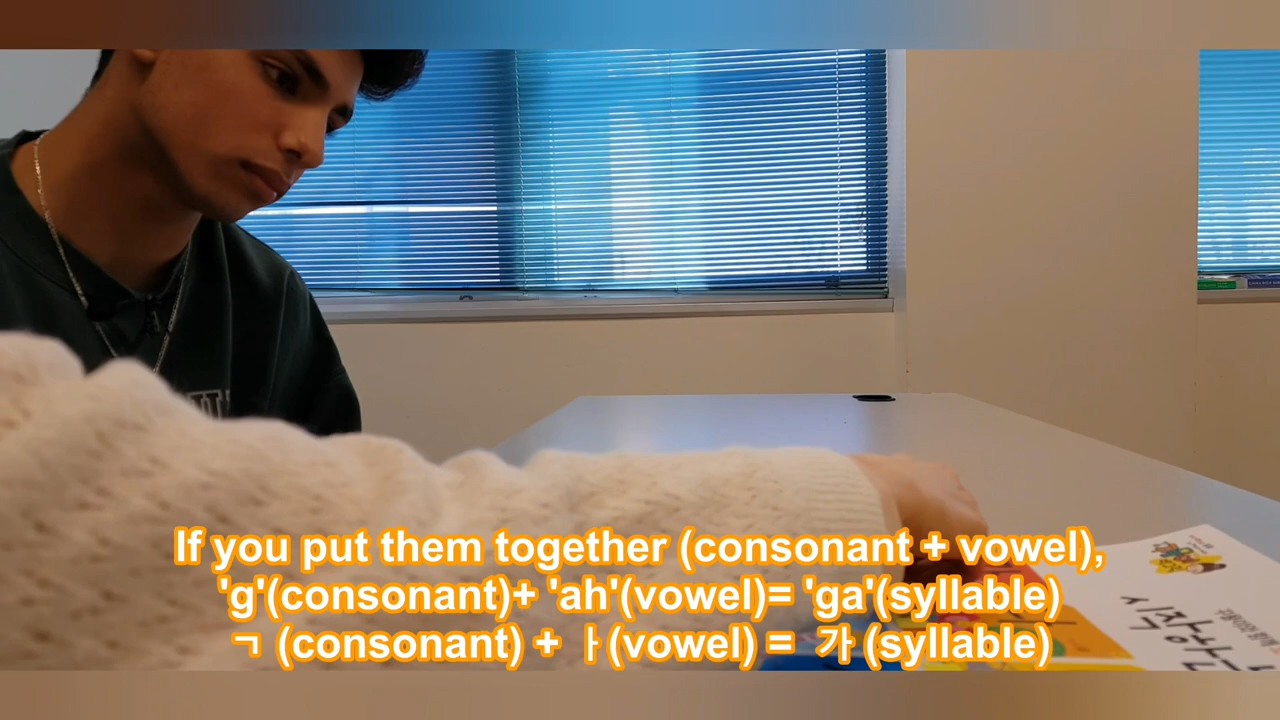 If you put them together (consonant + vowel),
'g'(consonant)+ 'ah'(vowel)= 'ga'(syllable)
ㄱ (consonant) + ㅏ(vowel) = 가 (syllable)